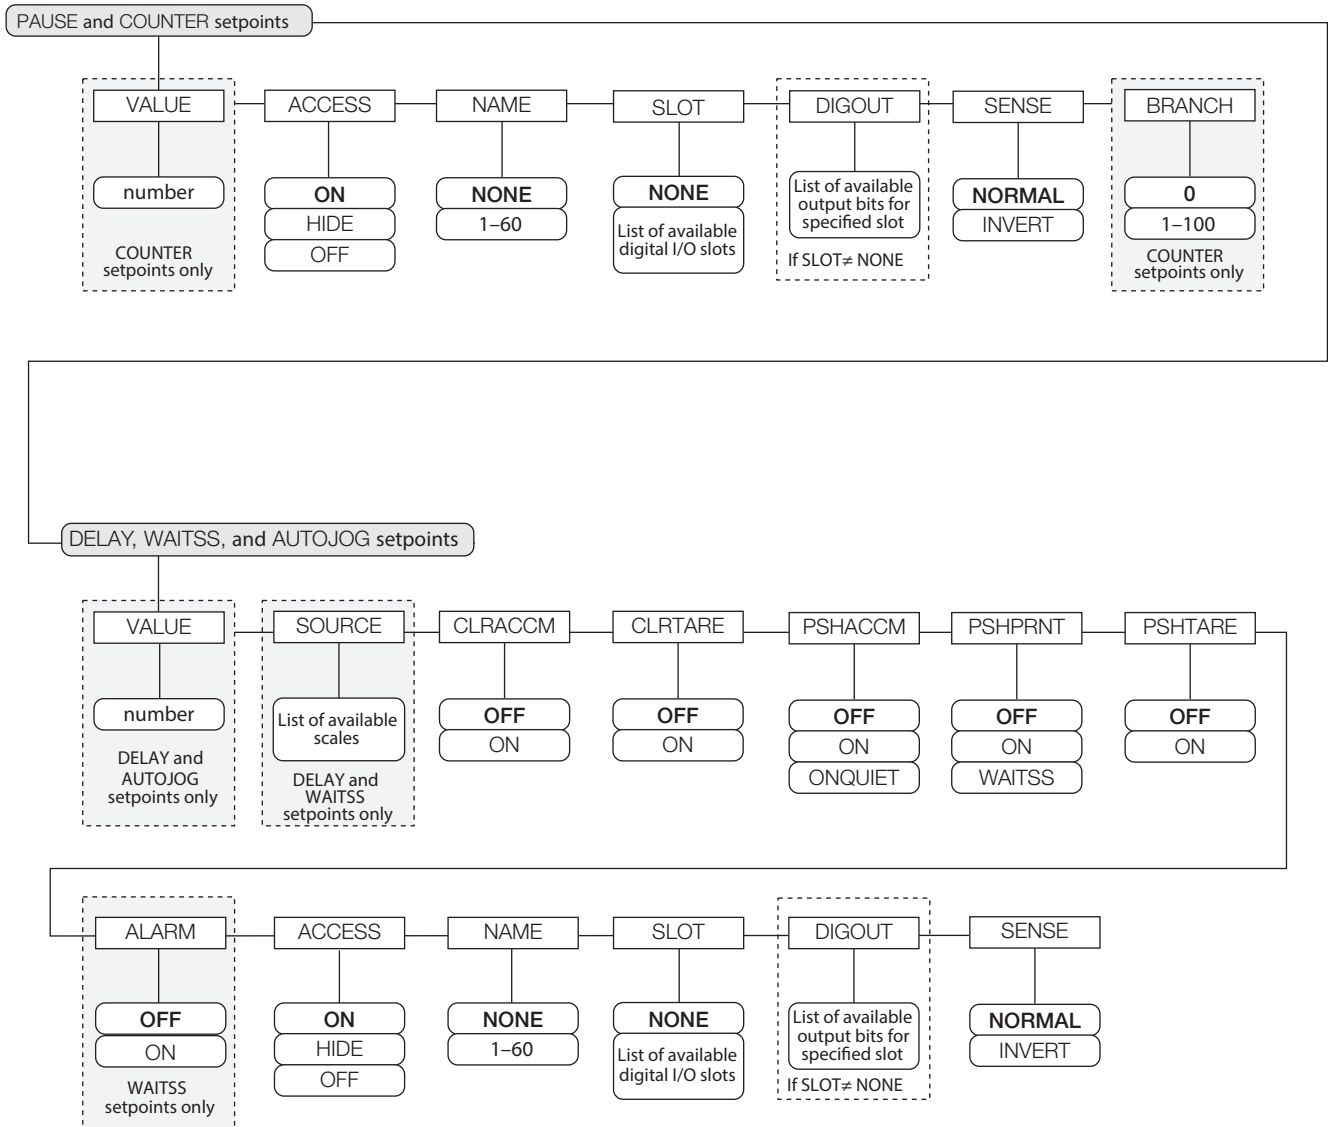 PAUSE and COUNTER setpoints
VALUE
ACCESS
NAME
SLOT
DIGOUT
SENSE
BRANCH
number
COUNTER
setpoints only
ON
HIDE
OFF
NONE
1–60
NONE
List of available
digital I/O slots
List of available
output bits for
specified slot
If SLOT≠ NONE
NORMAL
INVERT
0
1–100
COUNTER
setpoints only
DELAY, WAITSS, and AUTOJOG setpoints
VALUE
SOURCE
CLRACCM
CLRTARE
PSHACCM
PSHPRNT
PSHTARE
number
DELAY and
AUTOJOG
setpoints only
List of available
scales
DELAY and
WAITSS
setpoints only
OFF
ON
OFF
ON
OFF
ON
ONQUIET
OFF
ON
WAITSS
OFF
ON
ALARM
ACCESS
NAME
SLOT
DIGOUT
SENSE
OFF
ON
WAITSS
setpoints only
ON
HIDE
OFF
NONE
1–60
NONE
List of available
digital I/O slots
List of available
output bits for
specified slot
If SLOT≠ NONE
NORMAL
INVERT